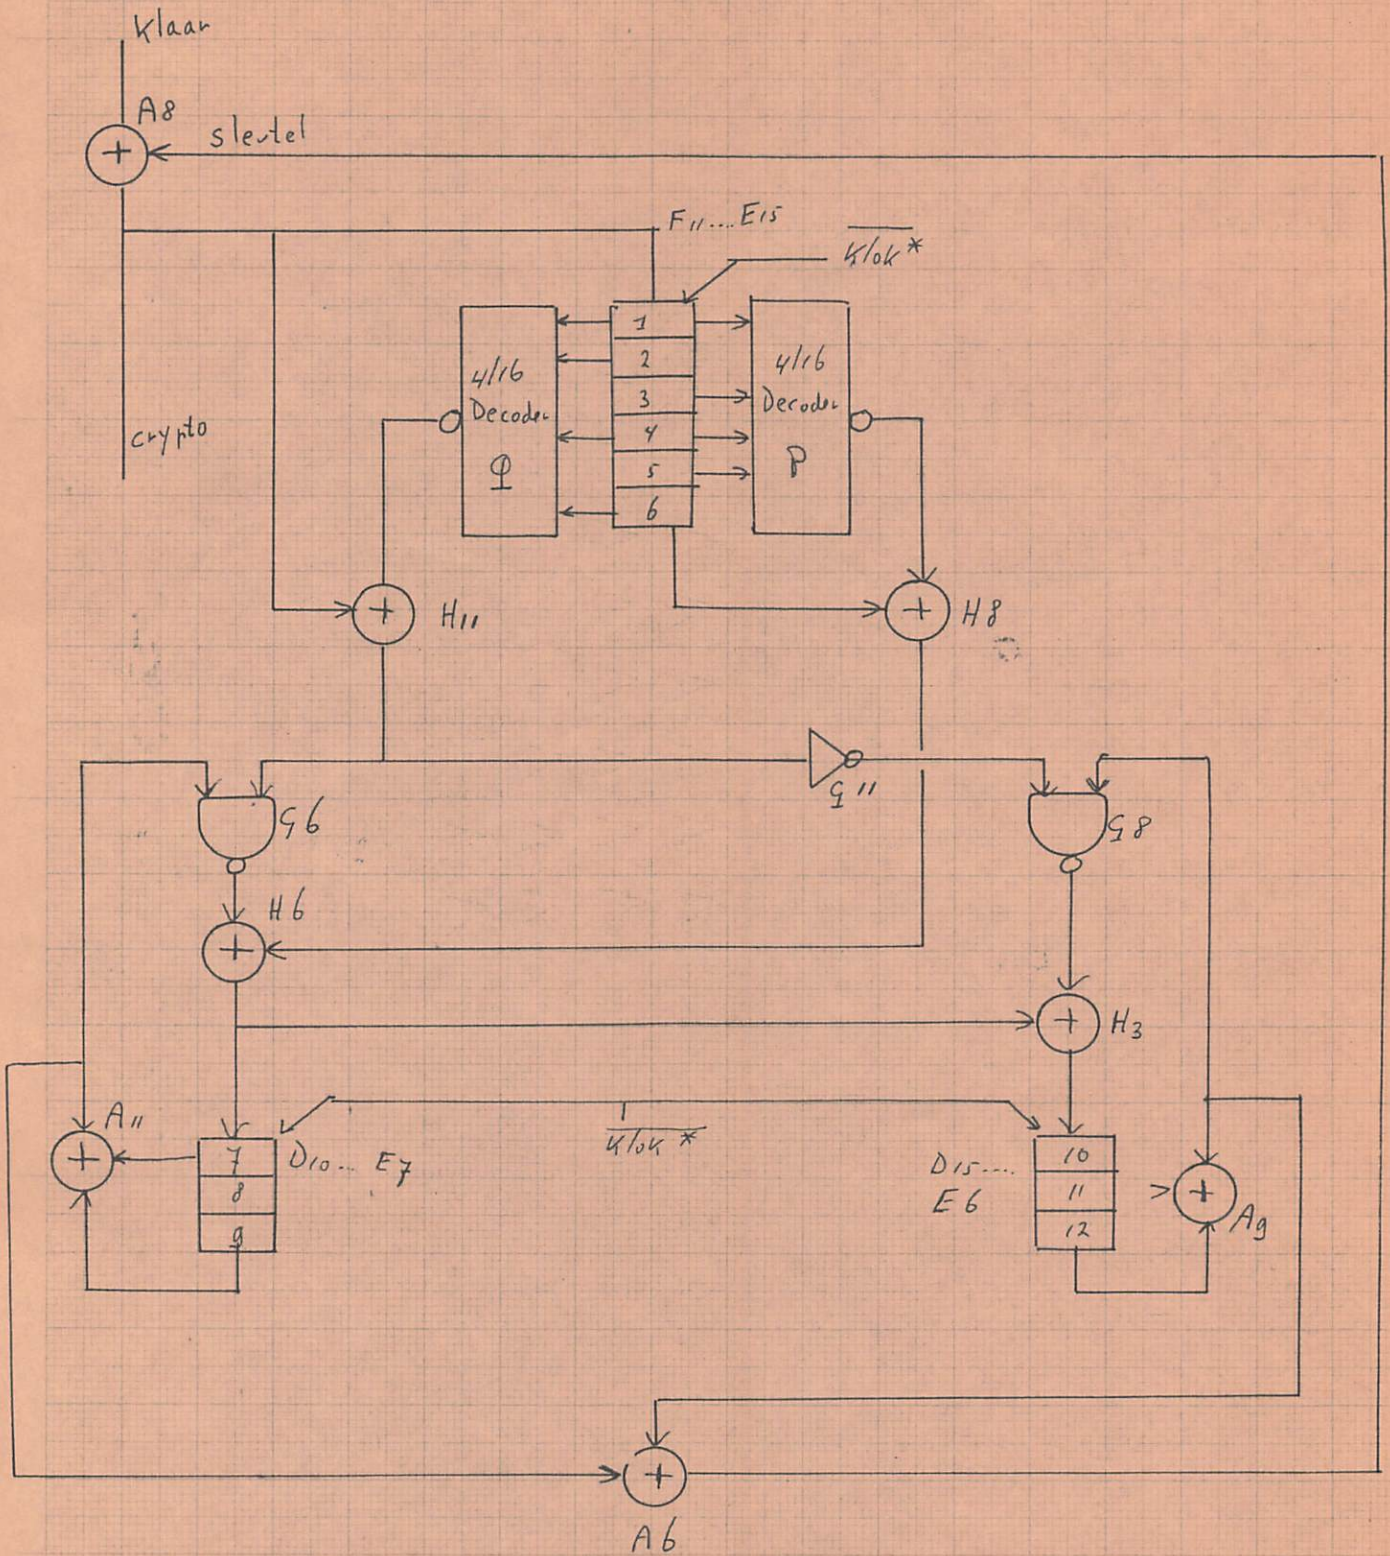 Klaar
A8
+
sleutel
F11....E15
Klok*
1
2
3
4
5
6
4/16
Decoder
Q
4/16
Decoder
P
crypto
+
H11
+
H8
G11
G6
G8
H6
+
+
H3
A11
+
7
8
9
D10... E7
Klok*
D15....
E6
10
11
12
>
+
A9
+
A6